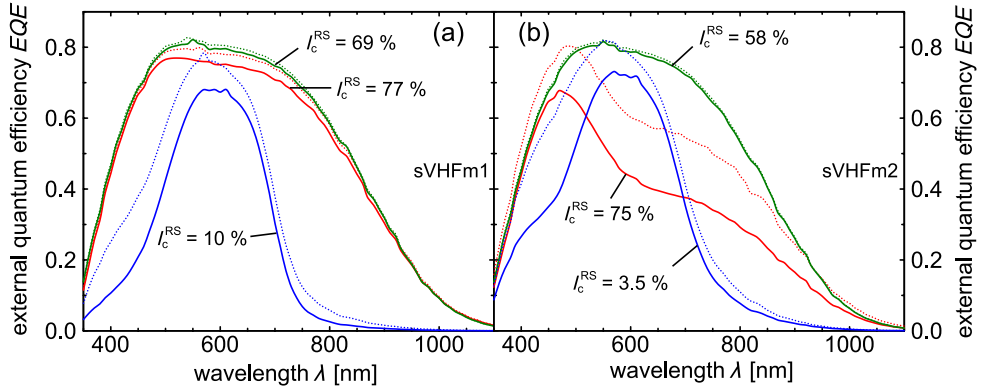 external quantum efficiency EQE
0.8
0.6
0.4
0.2
0.0
(a)
I_c^RS = 69 %
I_c^RS = 77 %
sVHFm1
I_c^RS = 10 %
400 600 800 1000
wavelength λ [nm]
(b)
I_c^RS = 58 %
sVHFm2
I_c^RS = 75 %
I_c^RS = 3.5 %
400 600 800 1000
wavelength λ [nm]
0.8
0.6
0.4
0.2
0.0
external quantum efficiency EQE